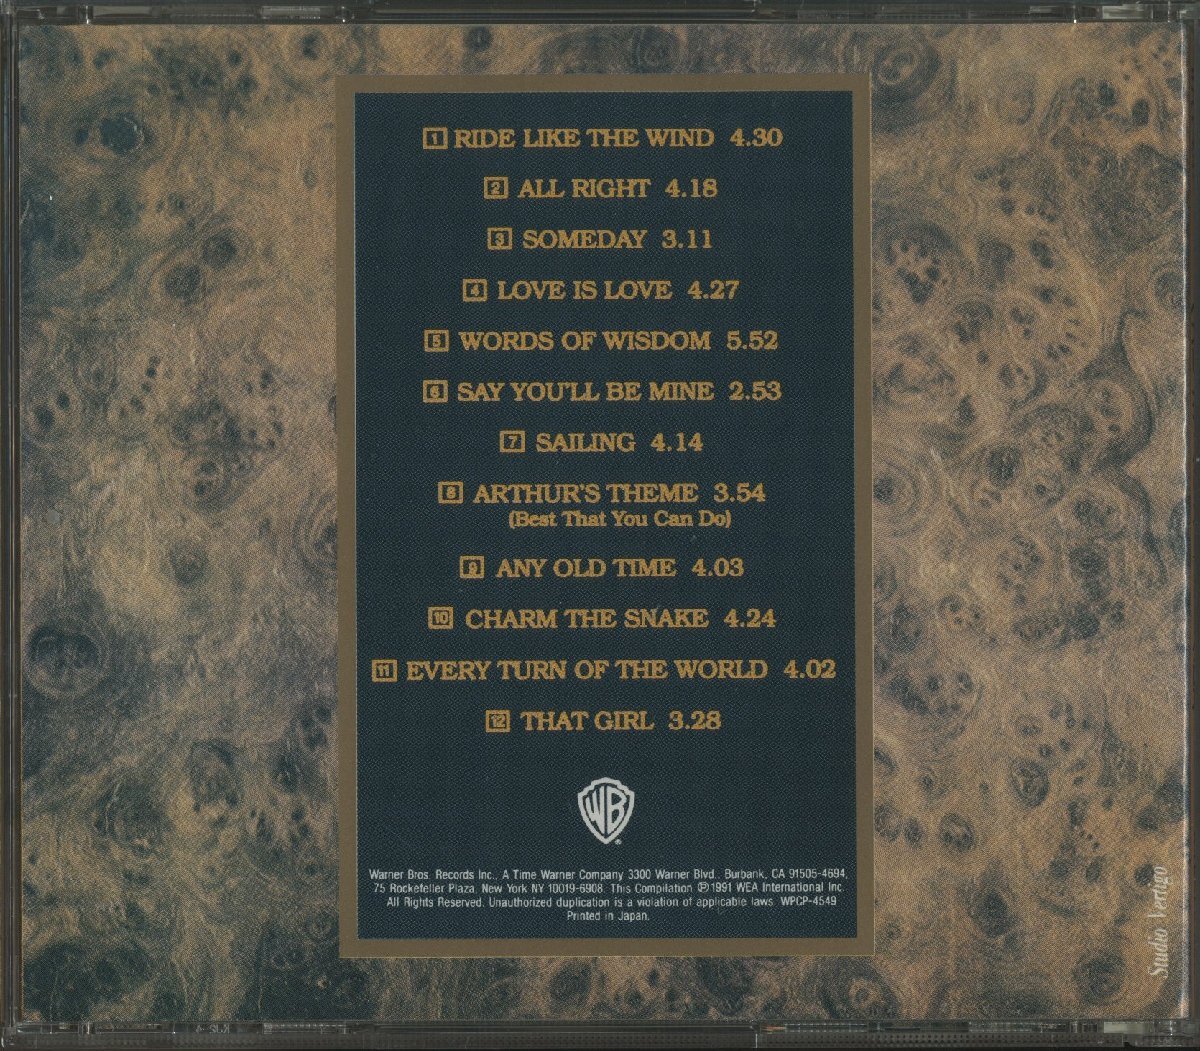 1 RIDE LIKE THE WIND 4.30
2 ALL RIGHT 4.18
3 SOMEDAY 3.11
4 LOVE IS LOVE 4.27
5 WORDS OF WISDOM 5.52
6 SAY YOU'LL BE MINE 2.53
7 SAILING 4.14
8 ARTHUR'S THEME 3.54
(Best That You Can Do)
9 ANY OLD TIME 4.03
10 CHARM THE SNAKE 4.24
11 EVERY TURN OF THE WORLD 4.02
12 THAT GIRL 3.28
WB
Warner Bros. Records Inc., A Time Warner Company 3300 Warner Blvd., Burbank, CA 91505-4694,
75 Rockefeller Plaza, New York NY 10019-6908. This Compilation ℗1991 WEA International Inc.
All Rights Reserved. Unauthorized duplication is a violation of applicable laws. WPCP-4549
Printed in Japan.
Studio Vertigo